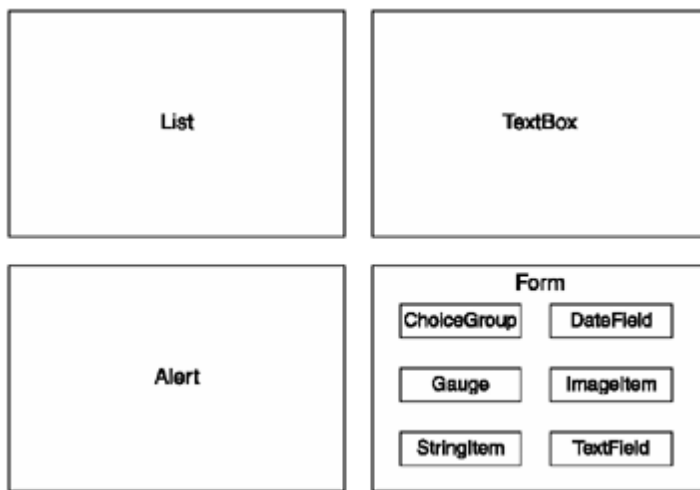 List
TextBox
Alert
Form
ChoiceGroup
DateField
Gauge
ImageItem
StringItem
TextField